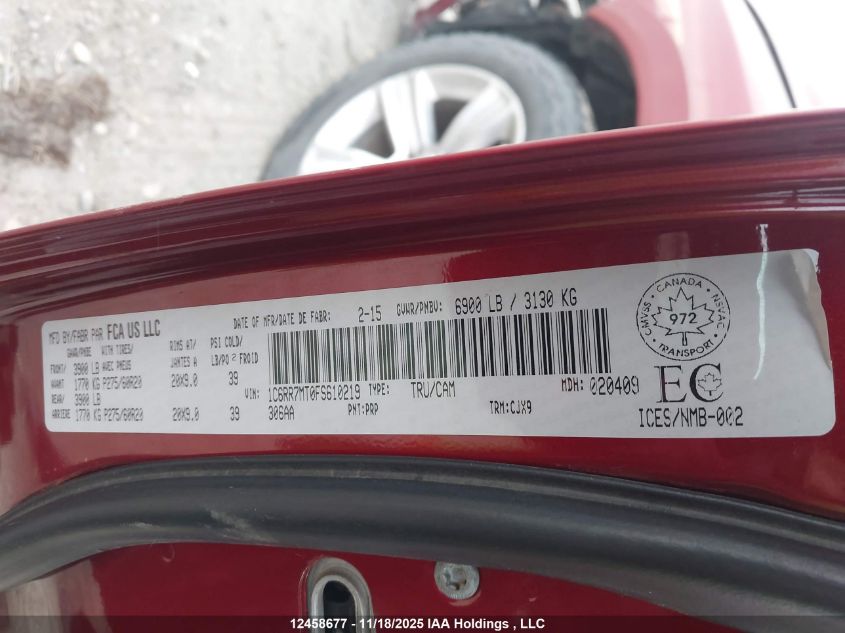 MFD BY/FABR PAR FCA US LLC
DATE OF MFR/DATE DE FABR: 2-15 GVWR/PMBV: 6900 LB / 3130 KG
GAWR/PNBE WITH TIRES/ RIMS AT/ PSI COLD/
FRONT/ 3900 LB AVEC PNEUS JANTES A LB/PO 2 FROID
AVANT 1770 KG P275/60R20 20X9.0 39
REAR/ 3900 LB
ARRIERE 1770 KG P275/60R20 20X9.0 39
VIN: 1C6RR7MT0FS610219 TYPE: TRU/CAM MDH: 020409
306AA PNT:PRP TRM:CJX9
CMVSS CANADA NSVAC
972
TRANSPORT
EC
ICES/NMB-002
12458677 - 11/18/2025 IAA Holdings , LLC